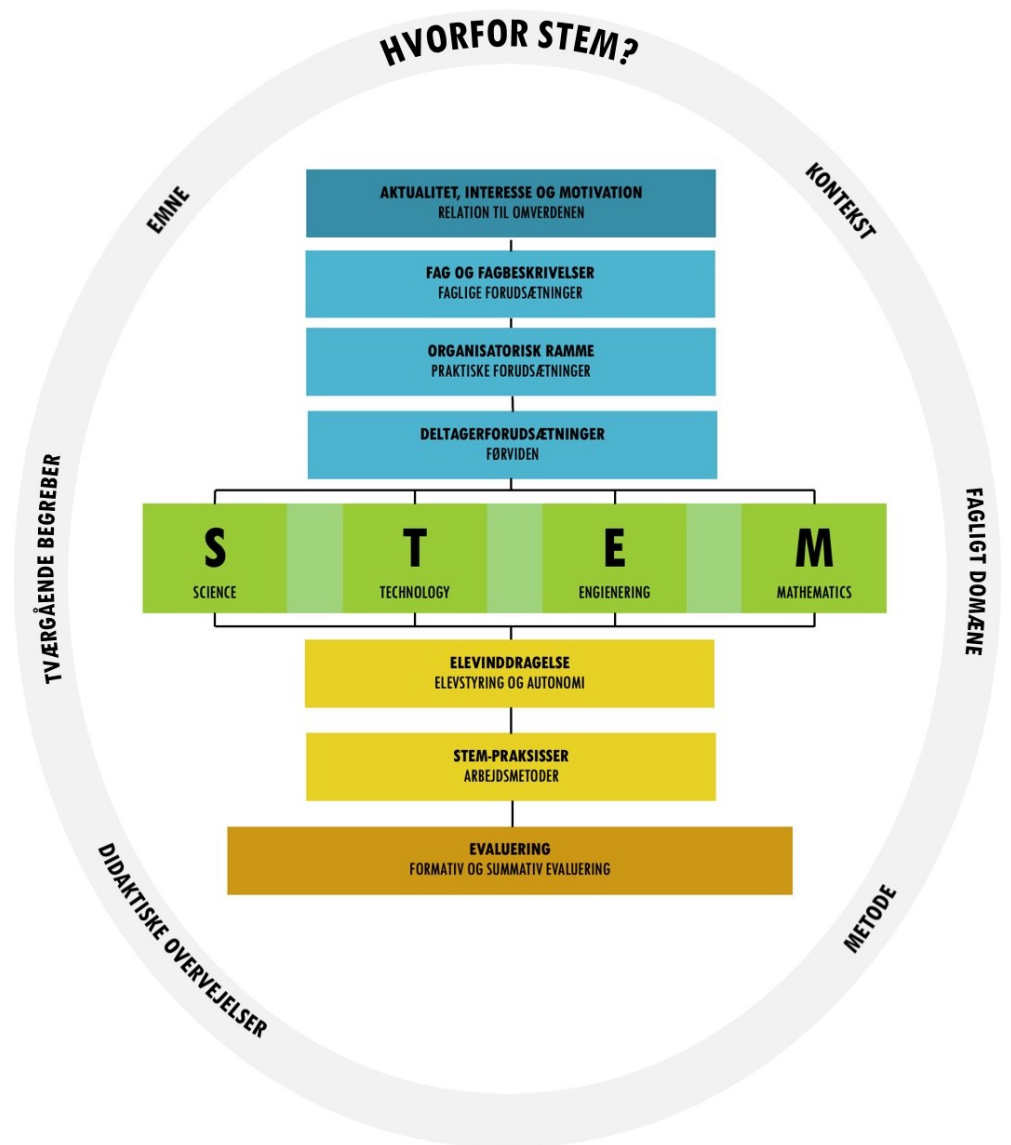 HVORFOR STEM?
EMNE
KONTEKST
AKTUALITET, INTERESSE OG MOTIVATION
RELATION TIL OMVERDENEN
FAG OG FAGBESKRIVELSER
FAGLIGE FORUDSÆTNINGER
ORGANISATORISK RAMME
PRAKTISKE FORUDSÆTNINGER
DELTAGERFORUDSÆTNINGER
FØRVIDEN
TVÆRGÅENDE BEGREBER
FAGLIGT DOMÆNE
S
SCIENCE
T
TECHNOLOGY
E
ENGIENERING
M
MATHEMATICS
ELEVINDDRAGELSE
ELEVSTYRING OG AUTONOMI
STEM-PRAKSISSER
ARBEJDSMETODER
EVALUERING
FORMATIV OG SUMMATIV EVALUERING
DIDAKTISKE OVERVEJELSER
METODE